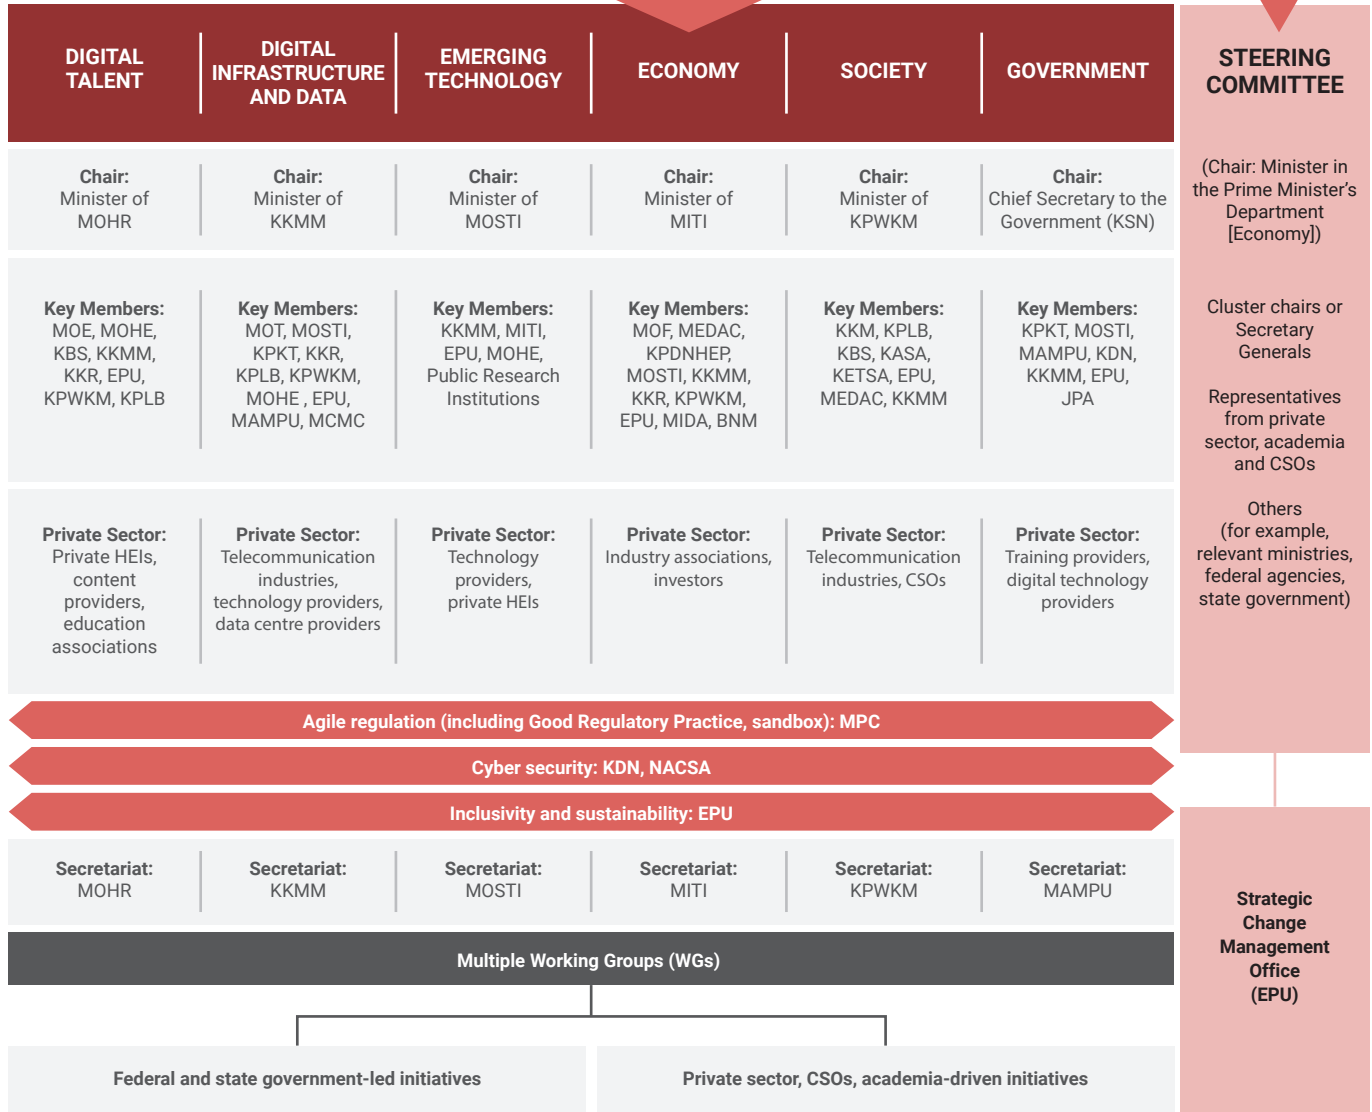 DIGITAL
TALENT
DIGITAL
INFRASTRUCTURE
AND DATA
EMERGING
TECHNOLOGY
ECONOMY
SOCIETY
GOVERNMENT
STEERING
COMMITTEE
Chair:
Minister of
MOHR
Chair:
Minister of
KKMM
Chair:
Minister of
MOSTI
Chair:
Minister of
MITI
Chair:
Minister of
KPWKM
Chair:
Chief Secretary to the
Government (KSN)
(Chair: Minister in
the Prime Minister's
Department
[Economy])
Key Members:
MOE, MOHE,
KBS, KKMM,
KKR, EPU,
KPWKM, KPLB
Key Members:
MOT, MOSTI,
KPKT, KKR,
KPLB, KPWKM,
MOHE , EPU,
MAMPU, MCMC
Key Members:
KKMM, MITI,
EPU, MOHE,
Public Research
Institutions
Key Members:
MOF, MEDAC,
KPDNHEP,
MOSTI, KKMM,
KKR, KPWKM,
EPU, MIDA, BNM
Key Members:
KKM, KPLB,
KBS, KASA,
KETSA, EPU,
MEDAC, KKMM
Key Members:
KPKT, MOSTI,
MAMPU, KDN,
KKMM, EPU,
JPA
Cluster chairs or
Secretary
Generals
Representatives
from private
sector, academia
and CSOs
Others
(for example,
relevant ministries,
federal agencies,
state government)
Private Sector:
Private HEIs,
content
providers,
education
associations
Private Sector:
Telecommunication
industries,
technology providers,
data centre providers
Private Sector:
Technology
providers,
private HEIs
Private Sector:
Industry associations,
investors
Private Sector:
Telecommunication
industries, CSOs
Private Sector:
Training providers,
digital technology
providers
Agile regulation (including Good Regulatory Practice, sandbox): MPC
Cyber security: KDN, NACSA
Inclusivity and sustainability: EPU
Secretariat:
MOHR
Secretariat:
KKMM
Secretariat:
MOSTI
Secretariat:
MITI
Secretariat:
KPWKM
Secretariat:
MAMPU
Strategic
Change
Management
Office
(EPU)
Multiple Working Groups (WGs)
Federal and state government-led initiatives
Private sector, CSOs, academia-driven initiatives